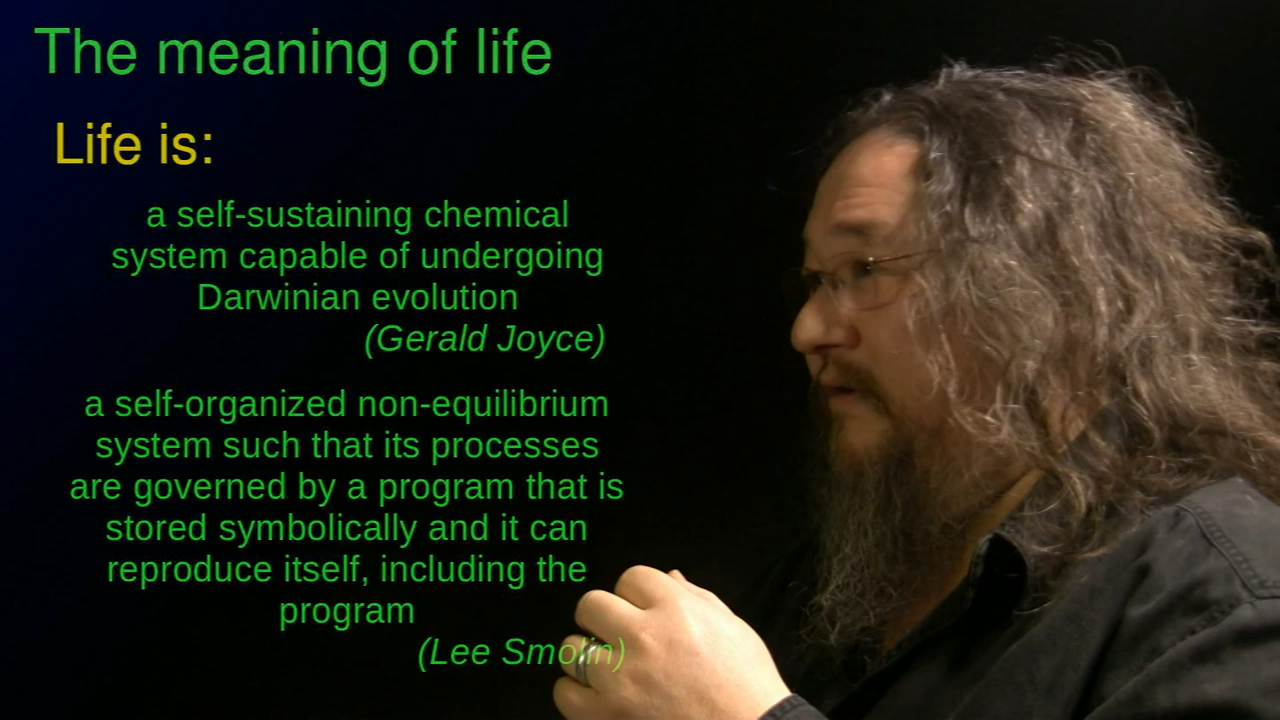 The meaning of life
Life is:
a self-sustaining chemical
system capable of undergoing
Darwinian evolution
(Gerald Joyce)
a self-organized non-equilibrium
system such that its processes
are governed by a program that is
stored symbolically and it can
reproduce itself, including the
program
(Lee Smolin)